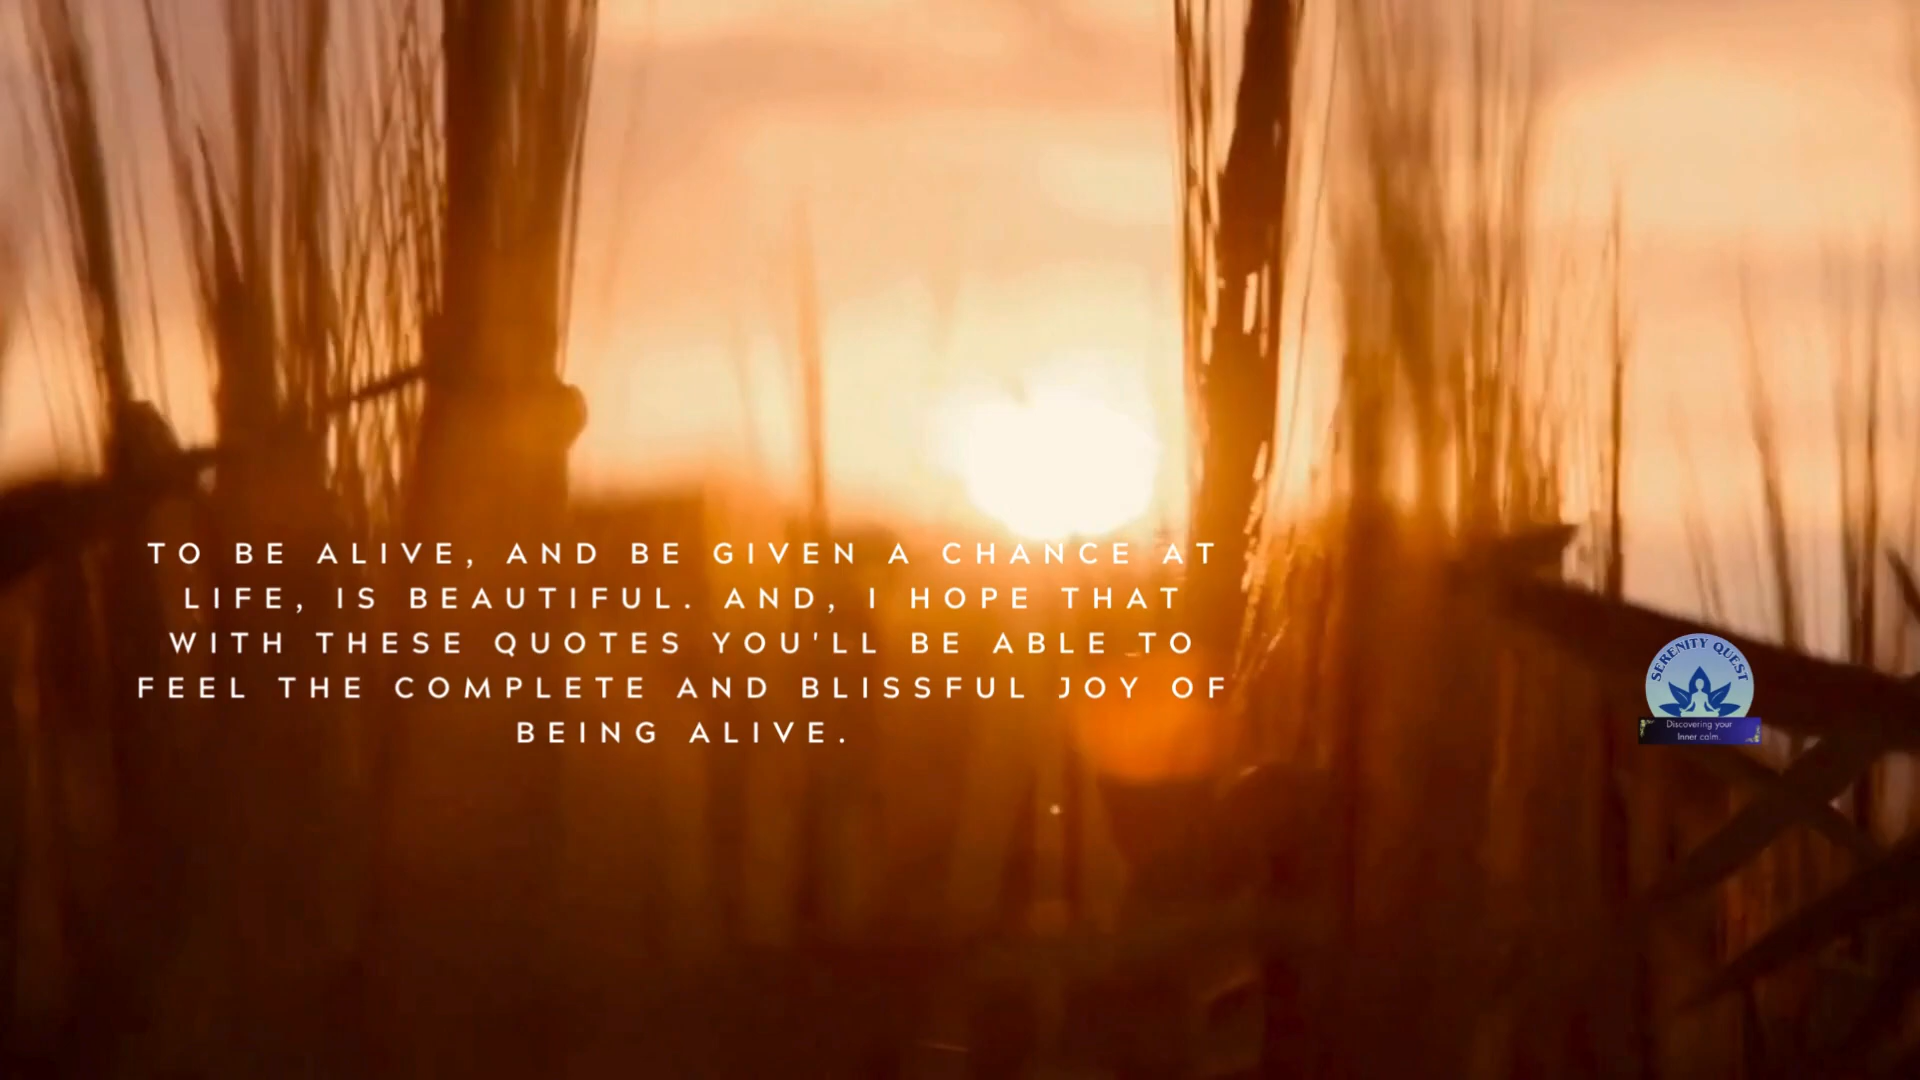 TO BE ALIVE, AND BE GIVEN A CHANCE AT
LIFE, IS BEAUTIFUL. AND, I HOPE THAT
WITH THESE QUOTES YOU'LL BE ABLE TO
FEEL THE COMPLETE AND BLISSFUL JOY OF
BEING ALIVE.
SERENITY QUEST
Discovering your
Inner calm.